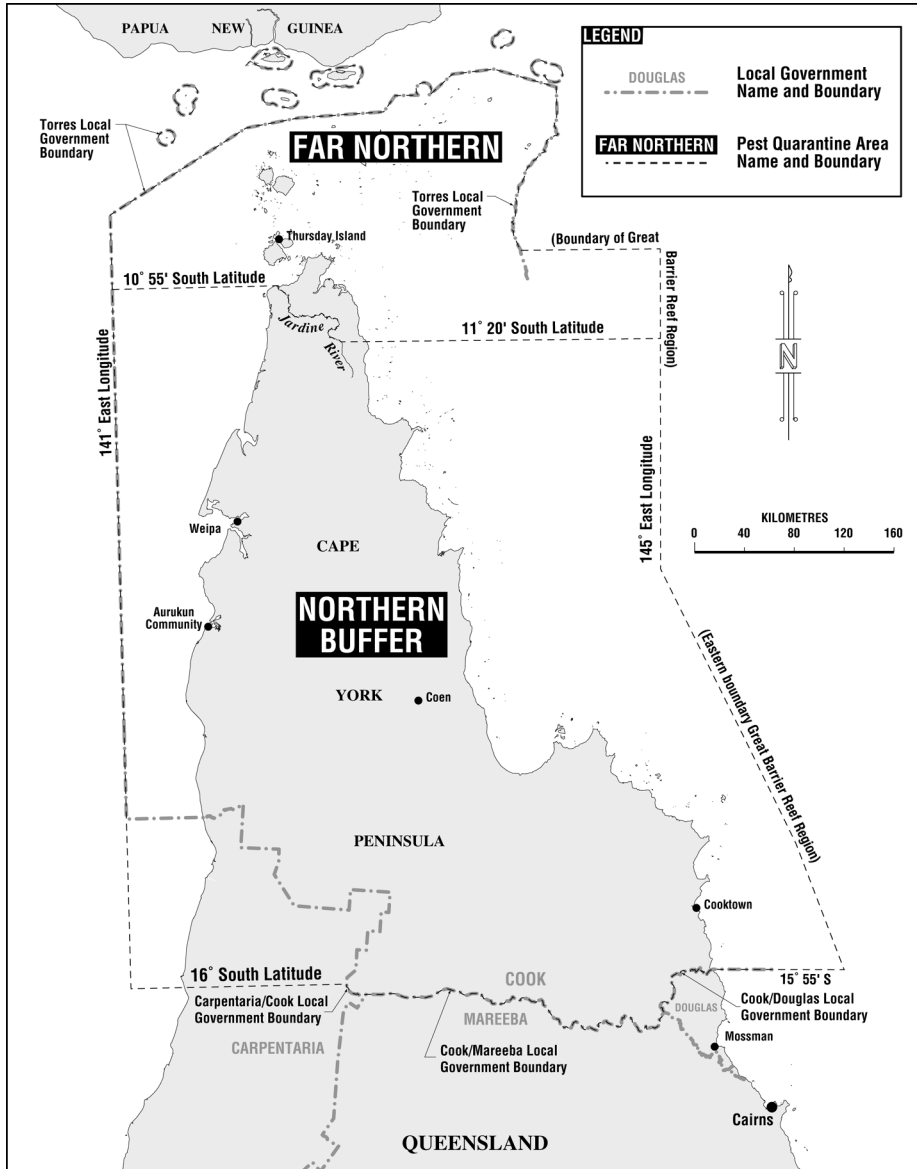 PAPUA NEW GUINEA
LEGEND
DOUGLAS
Local Government
Name and Boundary
FAR NORTHERN
Pest Quarantine Area
Name and Boundary
Torres Local
Government
Boundary
FAR NORTHERN
Torres Local
Government
Boundary
Thursday Island
(Boundary of Great
Barrier Reef Region)
10° 55' South Latitude
Jardine
River
11° 20' South Latitude
N
141° East Longitude
145° East Longitude
KILOMETRES
0 40 80 120 160
Weipa
CAPE
Aurukun
Community
NORTHERN
BUFFER
YORK
Coen
(Eastern boundary Great Barrier Reef Region)
PENINSULA
Cooktown
16° South Latitude
15° 55' S
COOK
Carpentaria/Cook Local
Government Boundary
Cook/Douglas Local
Government Boundary
DOUGLAS
MAREEBA
Mossman
CARPENTARIA
Cook/Mareeba Local
Government Boundary
Cairns
QUEENSLAND